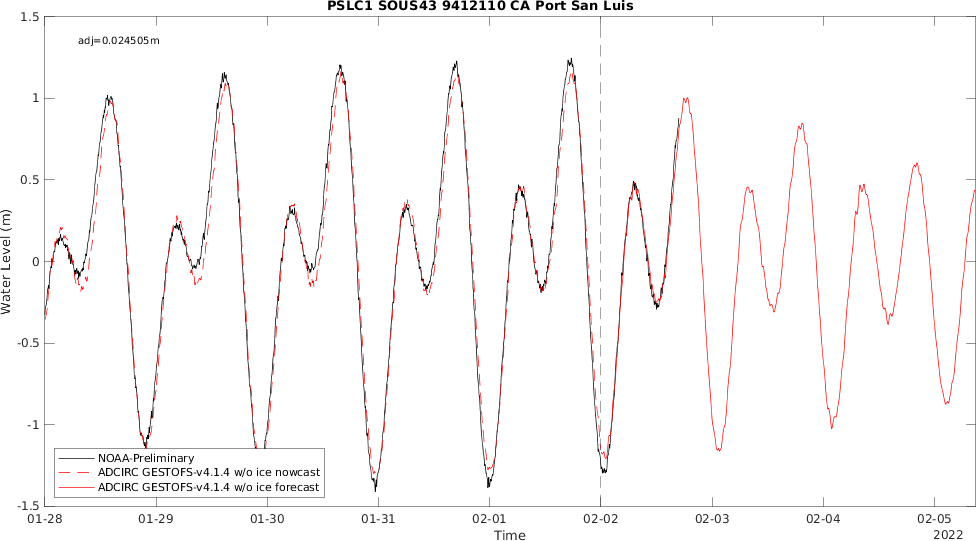 PSLC1 SOUS43 9412110 CA Port San Luis
adj=0.024505m
1.5
1
0.5
0
-0.5
-1
-1.5
Water Level (m)
NOAA-Preliminary
ADCIRC GESTOFS-v4.1.4 w/o ice nowcast
ADCIRC GESTOFS-v4.1.4 w/o ice forecast
01-28 01-29 01-30 01-31 02-01 02-02 02-03 02-04 02-05
Time
2022